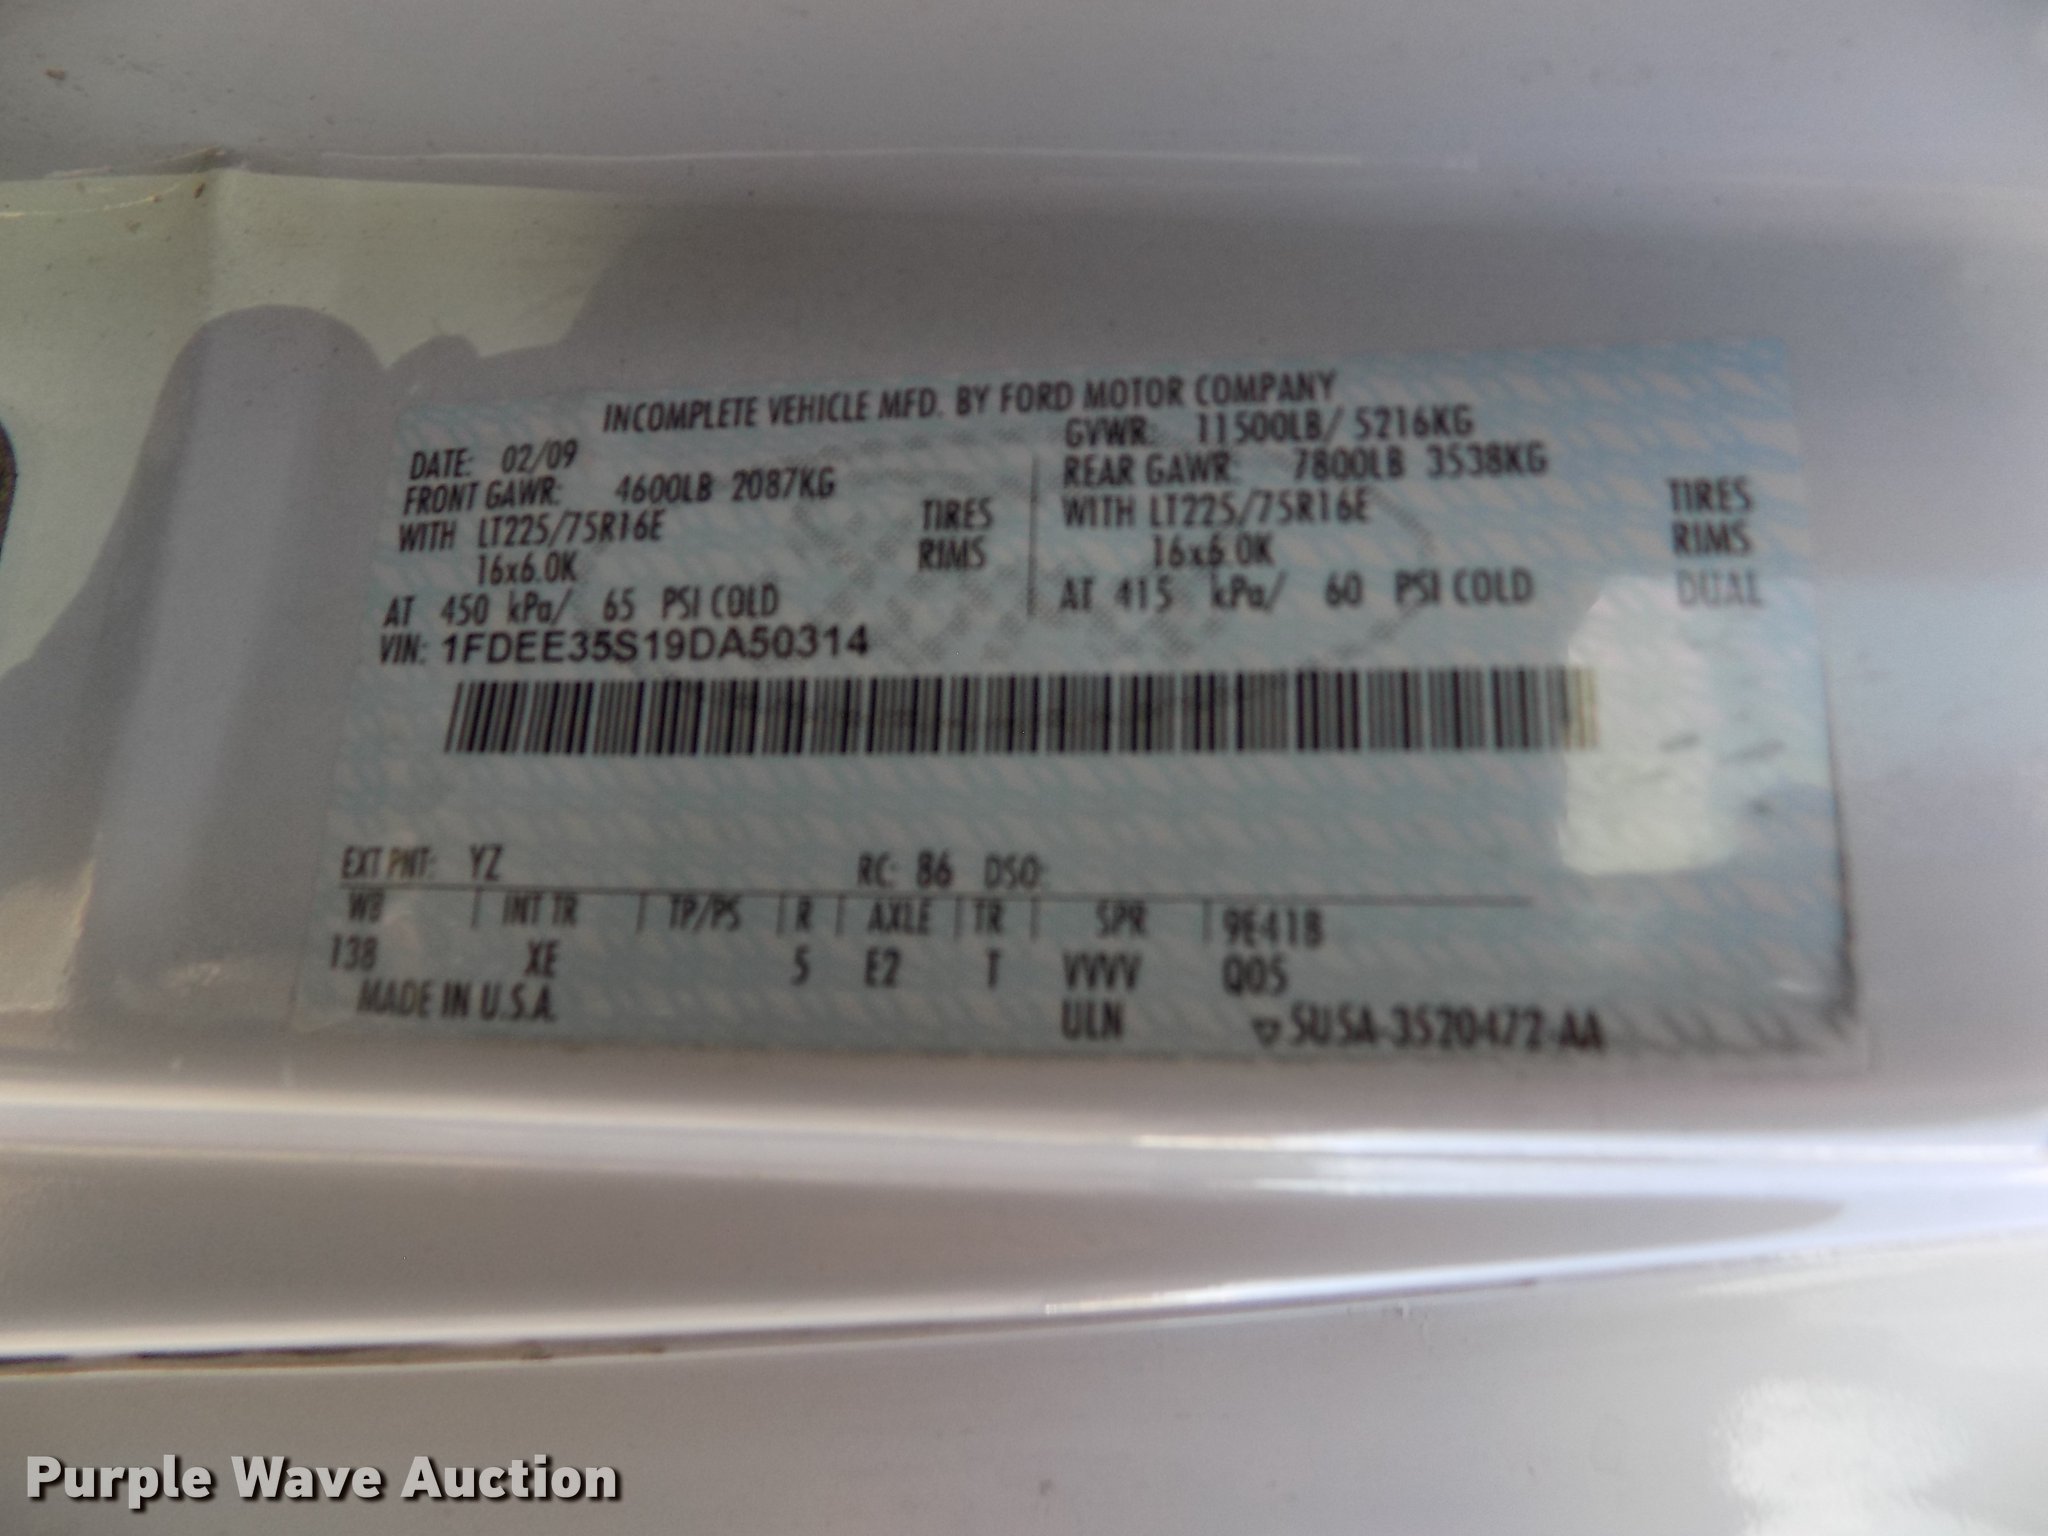 INCOMPLETE VEHICLE MFD. BY FORD MOTOR COMPANY
DATE: 02/09 GVWR: 11500LB/ 5216KG
FRONT GAWR: 4600LB 2087KG REAR GAWR: 7800LB 3538KG
WITH LT225/75R16E TIRES WITH LT225/75R16E TIRES
16x6.0K RIMS 16x6.0K RIMS
AT 450 kPa/ 65 PSI COLD AT 415 kPa/ 60 PSI COLD DUAL
VIN: 1FDEE35S19DA50314
EXT PNT: YZ RC: 86 DSO:
WB INT TR TP/PS R AXLE TR SPR 9E41B
138 XE 5 E2 T VVVV Q05
MADE IN U.S.A. ULN 5U5A-3520472-AA
Purple Wave Auction